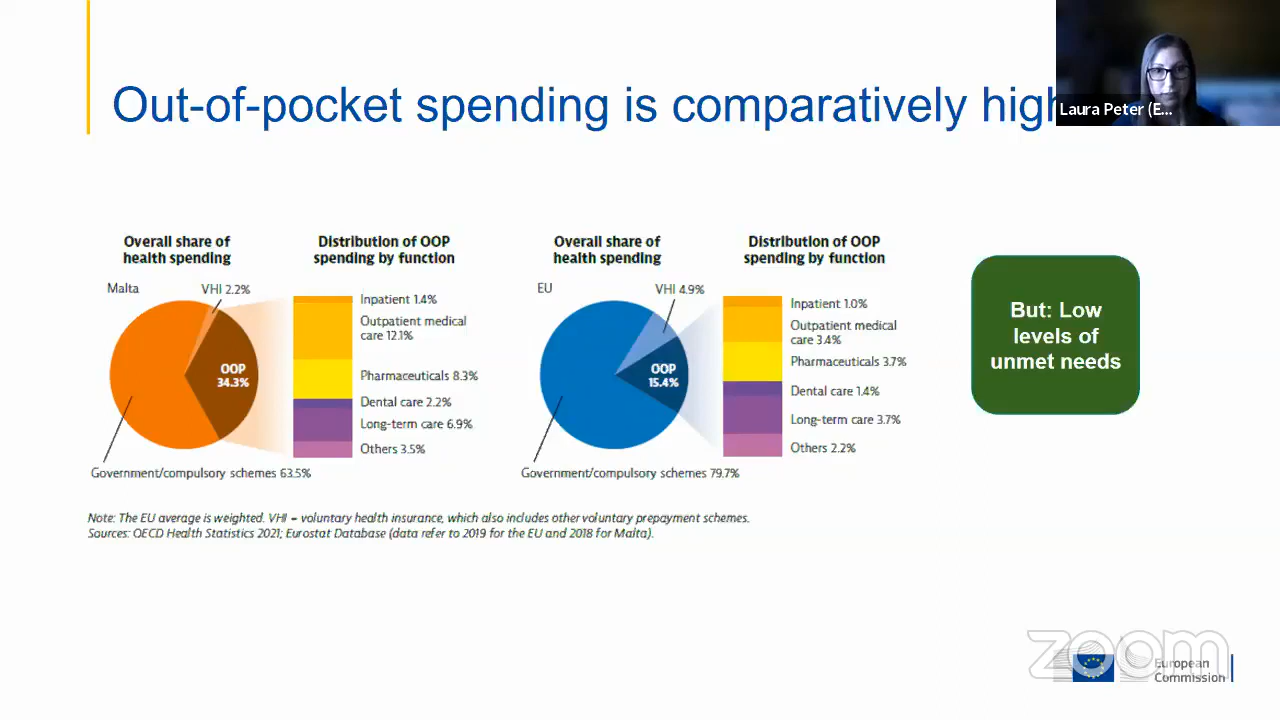 Out-of-pocket spending is comparatively high
Laura Peter (E...
Overall share of
health spending
Distribution of OOP
spending by function
Malta
VHI 2.2%
OOP
34.3%
Government/compulsory schemes 63.5%
Inpatient 1.4%
Outpatient medical
care 12.1%
Pharmaceuticals 8.3%
Dental care 2.2%
Long-term care 6.9%
Others 3.5%
Overall share of
health spending
Distribution of OOP
spending by function
EU
VHI 4.9%
OOP
15.4%
Government/compulsory schemes 79.7%
Inpatient 1.0%
Outpatient medical
care 3.4%
Pharmaceuticals 3.7%
Dental care 1.4%
Long-term care 3.7%
Others 2.2%
But: Low
levels of
unmet needs
Note: The EU average is weighted. VHI = voluntary health insurance, which also includes other voluntary prepayment schemes.
Sources: OECD Health Statistics 2021; Eurostat Database (data refer to 2019 for the EU and 2018 for Malta).
zoom
European
Commission